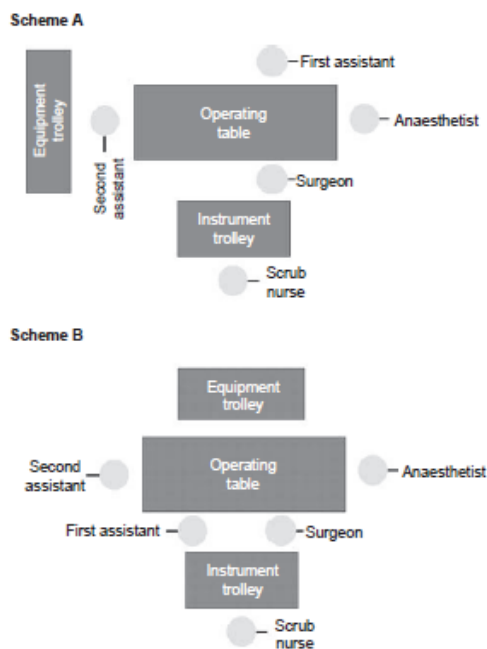 Scheme A
First assistant
Equipment
trolley
Operating
table
Anaesthetist
Second
assistant
Surgeon
Instrument
trolley
Scrub
nurse
Scheme B
Equipment
trolley
Second
assistant
Operating
table
Anaesthetist
First assistant
Surgeon
Instrument
trolley
Scrub
nurse